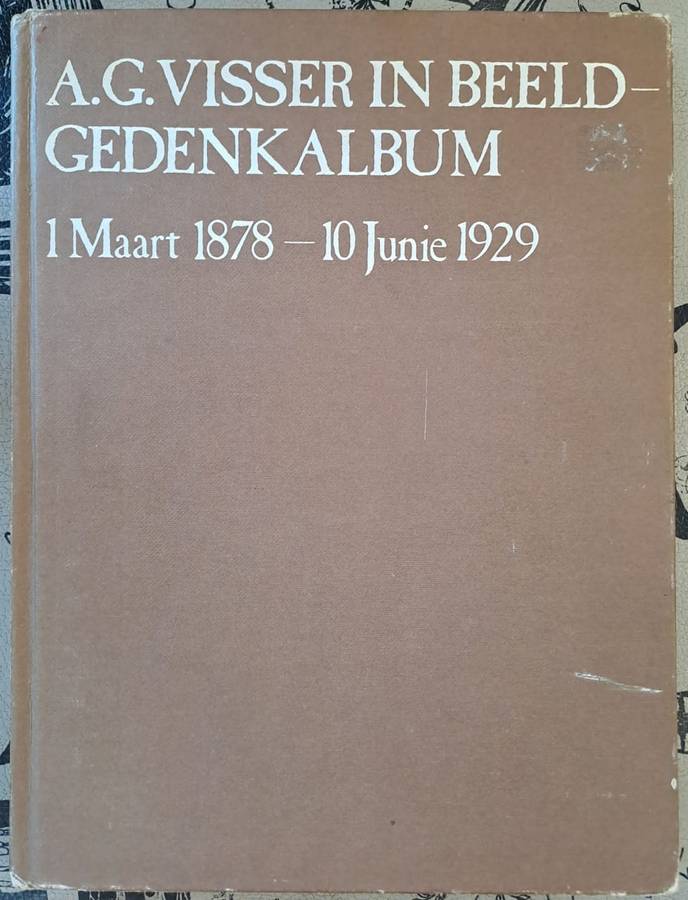 A.G. VISSER IN BEELD—
GEDENKALBUM
1 Maart 1878 — 10 Junie 1929